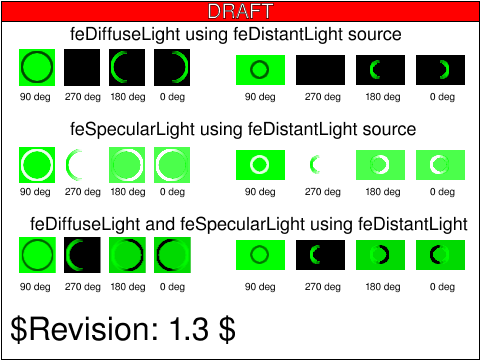 DRAFT
feDiffuseLight using feDistantLight source
90 deg 270 deg 180 deg 0 deg 90 deg 270 deg 180 deg 0 deg
feSpecularLight using feDistantLight source
90 deg 270 deg 180 deg 0 deg 90 deg 270 deg 180 deg 0 deg
feDiffuseLight and feSpecularLight using feDistantLight
90 deg 270 deg 180 deg 0 deg 90 deg 270 deg 180 deg 0 deg
$Revision: 1.3 $